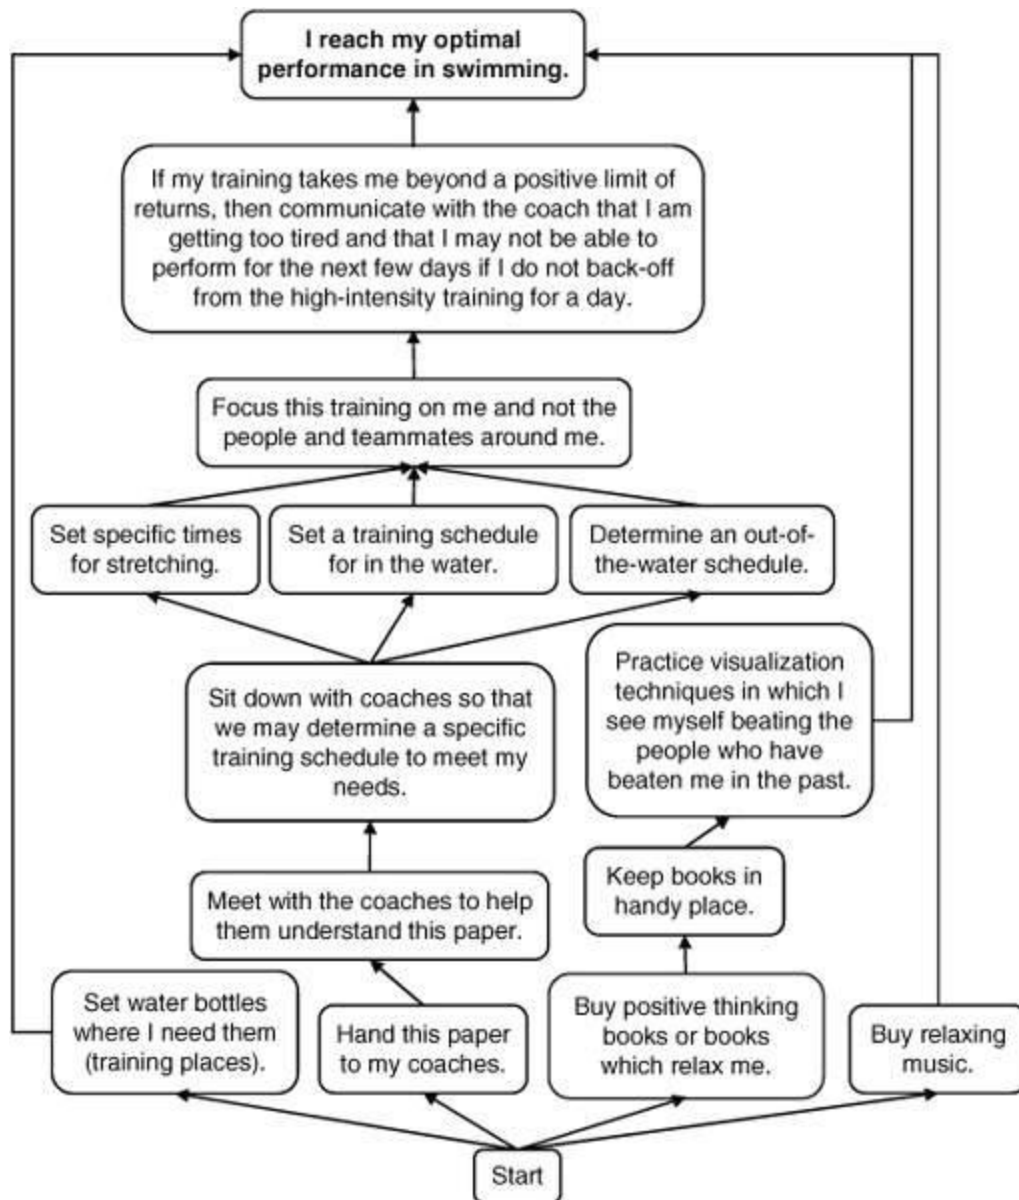 I reach my optimal
performance in swimming.
If my training takes me beyond a positive limit of
returns, then communicate with the coach that I am
getting too tired and that I may not be able to
perform for the next few days if I do not back-off
from the high-intensity training for a day.
Focus this training on me and not the
people and teammates around me.
Set specific times
for stretching.
Set a training schedule
for in the water.
Determine an out-of-
the-water schedule.
Sit down with coaches so that
we may determine a specific
training schedule to meet my
needs.
Practice visualization
techniques in which I
see myself beating the
people who have
beaten me in the past.
Meet with the coaches to help
them understand this paper.
Keep books in
handy place.
Set water bottles
where I need them
(training places).
Hand this paper
to my coaches.
Buy positive thinking
books or books
which relax me.
Buy relaxing
music.
Start